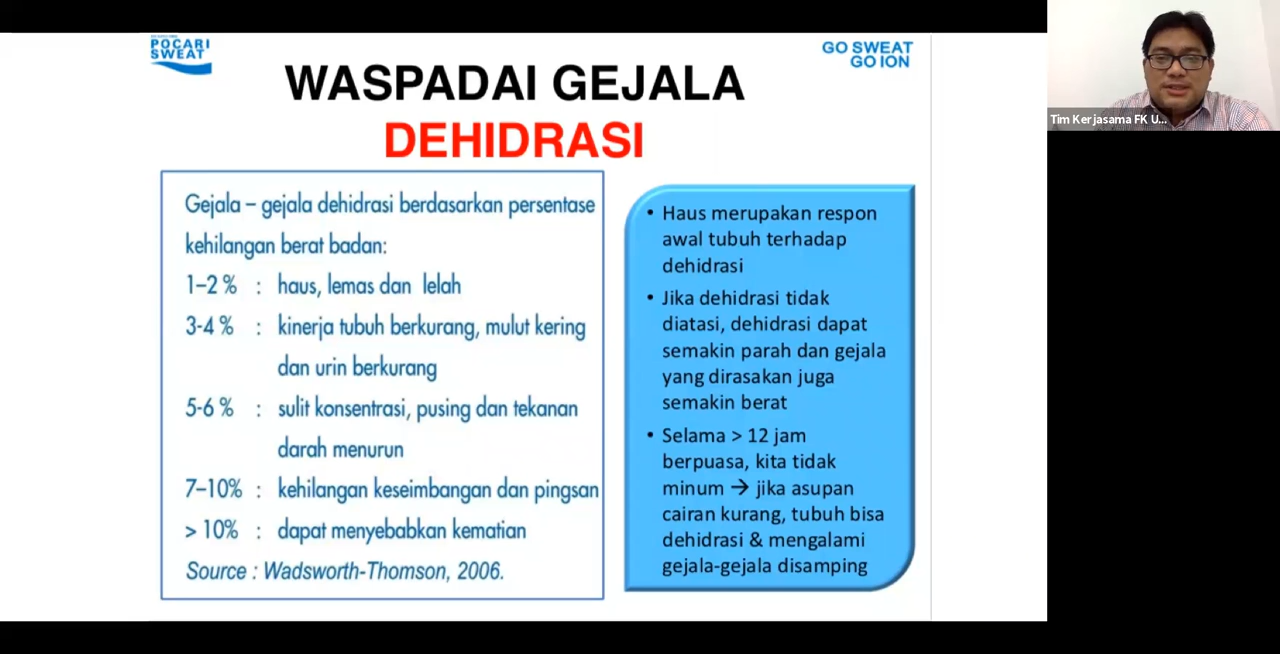 POCARI
SWEAT
GO SWEAT
GO ION
WASPADAI GEJALA
DEHIDRASI
Gejala – gejala dehidrasi berdasarkan persentase
kehilangan berat badan:
1–2 % : haus, lemas dan lelah
3-4 % : kinerja tubuh berkurang, mulut kering
dan urin berkurang
5-6 % : sulit konsentrasi, pusing dan tekanan
darah menurun
7–10% : kehilangan keseimbangan dan pingsan
> 10% : dapat menyebabkan kematian
Source : Wadsworth-Thomson, 2006.
• Haus merupakan respon
awal tubuh terhadap
dehidrasi
• Jika dehidrasi tidak
diatasi, dehidrasi dapat
semakin parah dan gejala
yang dirasakan juga
semakin berat
• Selama > 12 jam
berpuasa, kita tidak
minum → jika asupan
cairan kurang, tubuh bisa
dehidrasi & mengalami
gejala-gejala disamping
Tim Kerjasama FK U...